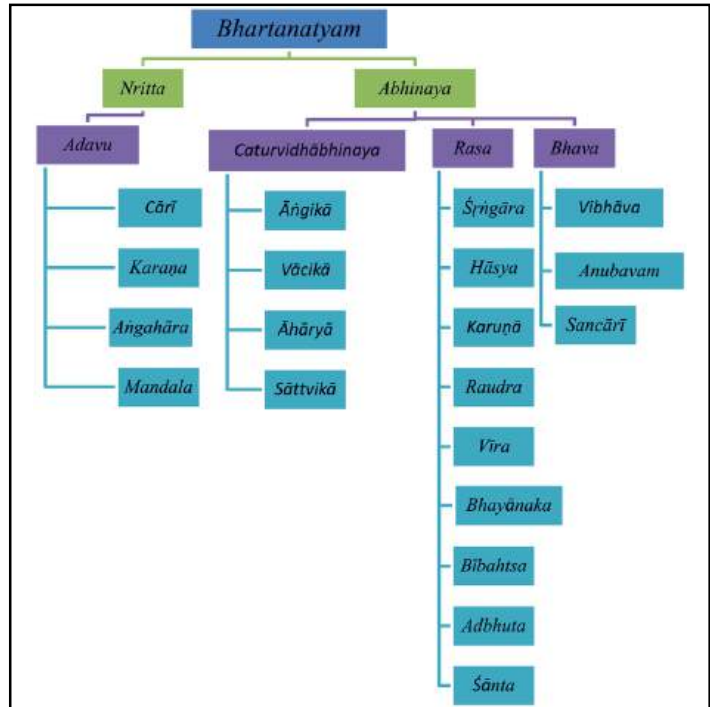 Bhartanatyam
Nritta
Abhinaya
Adavu
Caturvidhābhinaya
Rasa
Bhava
Cārī
Karaṇa
Aṅgahāra
Mandala
Āṅgikā
Vācikā
Āhāryā
Sāttvikā
Śṛṅgāra
Hāsya
Karuṇā
Raudra
Vīra
Bhayānaka
Bībahtsa
Adbhuta
Śānta
Vibhāva
Anubavam
Sancārī